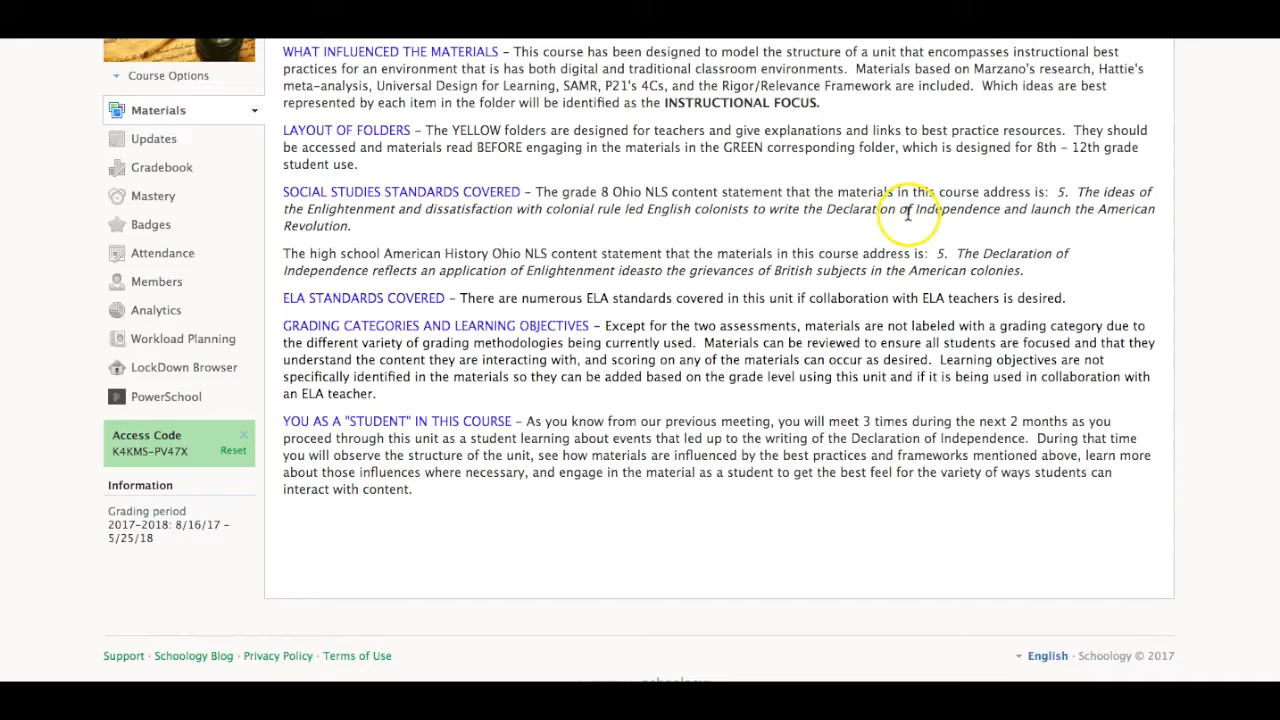 WHAT INFLUENCED THE MATERIALS - This course has been designed to model the structure of a unit that encompasses instructional best
practices for an environment that is has both digital and traditional classroom environments. Materials based on Marzano's research, Hattie's
meta-analysis, Universal Design for Learning, SAMR, P21's 4Cs, and the Rigor/Relevance Framework are included. Which ideas are best
represented by each item in the folder will be identified as the INSTRUCTIONAL FOCUS.
LAYOUT OF FOLDERS - The YELLOW folders are designed for teachers and give explanations and links to best practice resources. They should
be accessed and materials read BEFORE engaging in the materials in the GREEN corresponding folder, which is designed for 8th - 12th grade
student use.
SOCIAL STUDIES STANDARDS COVERED - The grade 8 Ohio NLS content statement that the materials in this course address is: 5. The ideas of
the Enlightenment and dissatisfaction with colonial rule led English colonists to write the Declaration of Independence and launch the American
Revolution.
The high school American History Ohio NLS content statement that the materials in this course address is: 5. The Declaration of
Independence reflects an application of Enlightenment ideasto the grievances of British subjects in the American colonies.
ELA STANDARDS COVERED - There are numerous ELA standards covered in this unit if collaboration with ELA teachers is desired.
GRADING CATEGORIES AND LEARNING OBJECTIVES - Except for the two assessments, materials are not labeled with a grading category due to
the different variety of grading methodologies being currently used. Materials can be reviewed to ensure all students are focused and that they
understand the content they are interacting with, and scoring on any of the materials can occur as desired. Learning objectives are not
specifically identified in the materials so they can be added based on the grade level using this unit and if it is being used in collaboration with
an ELA teacher.
YOU AS A "STUDENT" IN THIS COURSE - As you know from our previous meeting, you will meet 3 times during the next 2 months as you
proceed through this unit as a student learning about events that led up to the writing of the Declaration of Independence. During that time
you will observe the structure of the unit, see how materials are influenced by the best practices and frameworks mentioned above, learn more
about those influences where necessary, and engage in the material as a student to get the best feel for the variety of ways students can
interact with content.
Course Options
Materials
Updates
Gradebook
Mastery
Badges
Attendance
Members
Analytics
Workload Planning
LockDown Browser
PowerSchool
Access Code
K4KMS-PV47X Reset
Information
Grading period
2017-2018: 8/16/17 -
5/25/18
Support · Schoology Blog · Privacy Policy · Terms of Use
English · Schoology © 2017